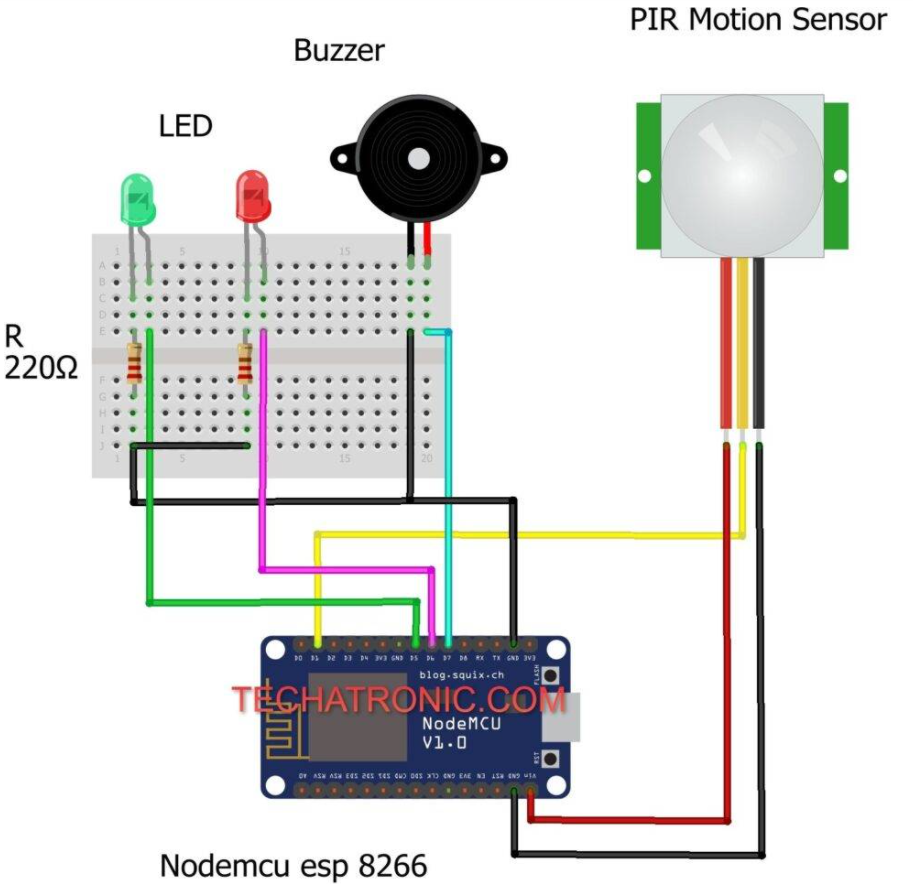 PIR Motion Sensor
Buzzer
LED
1 5 10 15 20
A
B
C
D
E
R
220Ω
F
G
H
I
J
1 5 10 15 20
D0 D1 D2 D3 D4 3V3 GND D5 D6 D7 D8 RX TX GND 3V3
blog.squix.ch
FLASH
TECHATRONIC.COM
NodeMCU
V1.0
RST
A0 RSV RSV SD3 SD2 SD1 CMD SD0 CLK GND 3V3 EN RST GND Vin
Nodemcu esp 8266